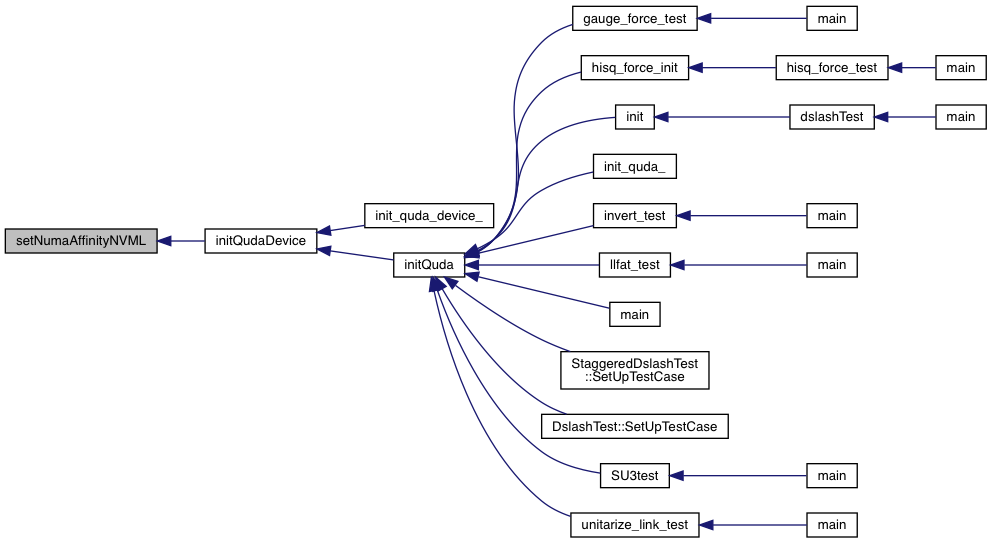 gauge_force_test
main
hisq_force_init
hisq_force_test
main
init
dslashTest
main
init_quda_
init_quda_device_
invert_test
main
setNumaAffinityNVML
initQudaDevice
initQuda
llfat_test
main
main
StaggeredDslashTest
::SetUpTestCase
DslashTest::SetUpTestCase
SU3test
main
unitarize_link_test
main